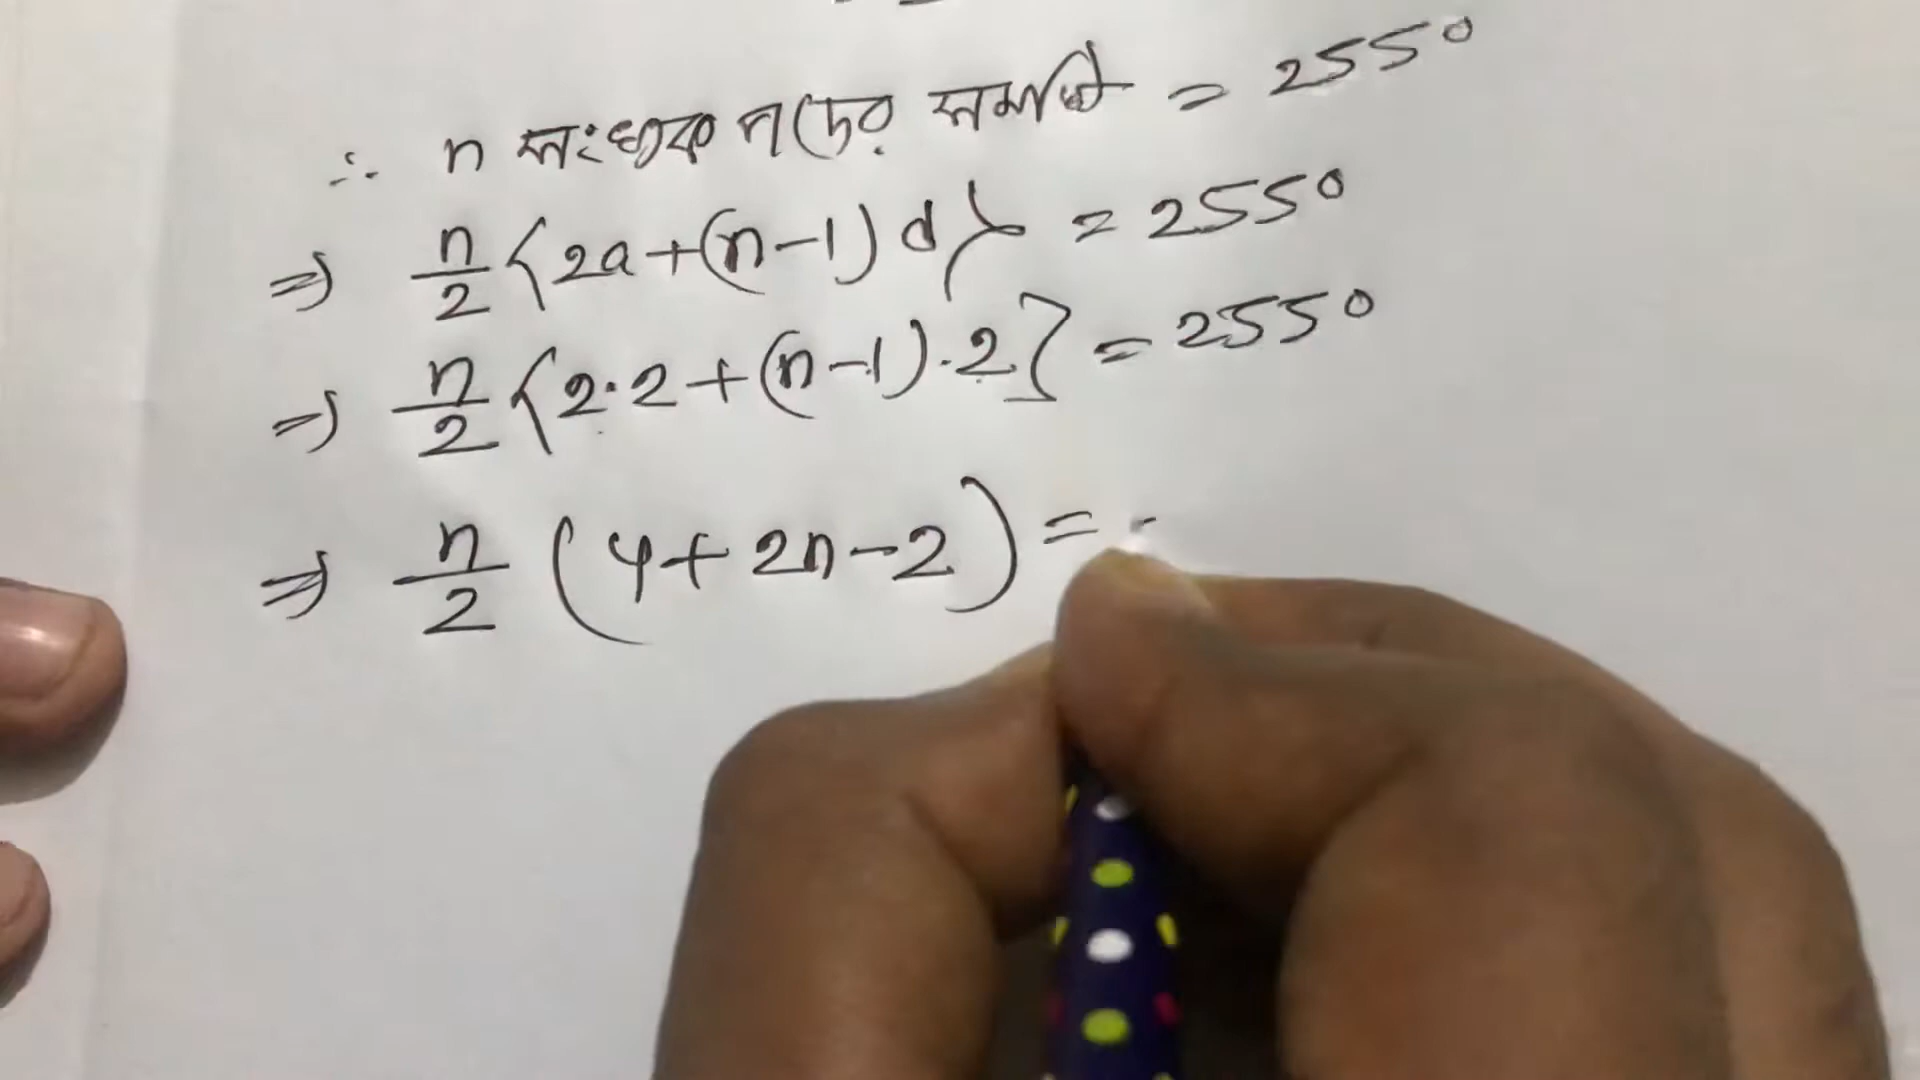 ∴ n সংখ্যক পদের সমষ্টি = 2550
⇒ n/2 {2a+(n-1)d} = 2550
⇒ n/2 {2·2+(n-1)·2} = 2550
⇒ n/2 (4+2n-2) =